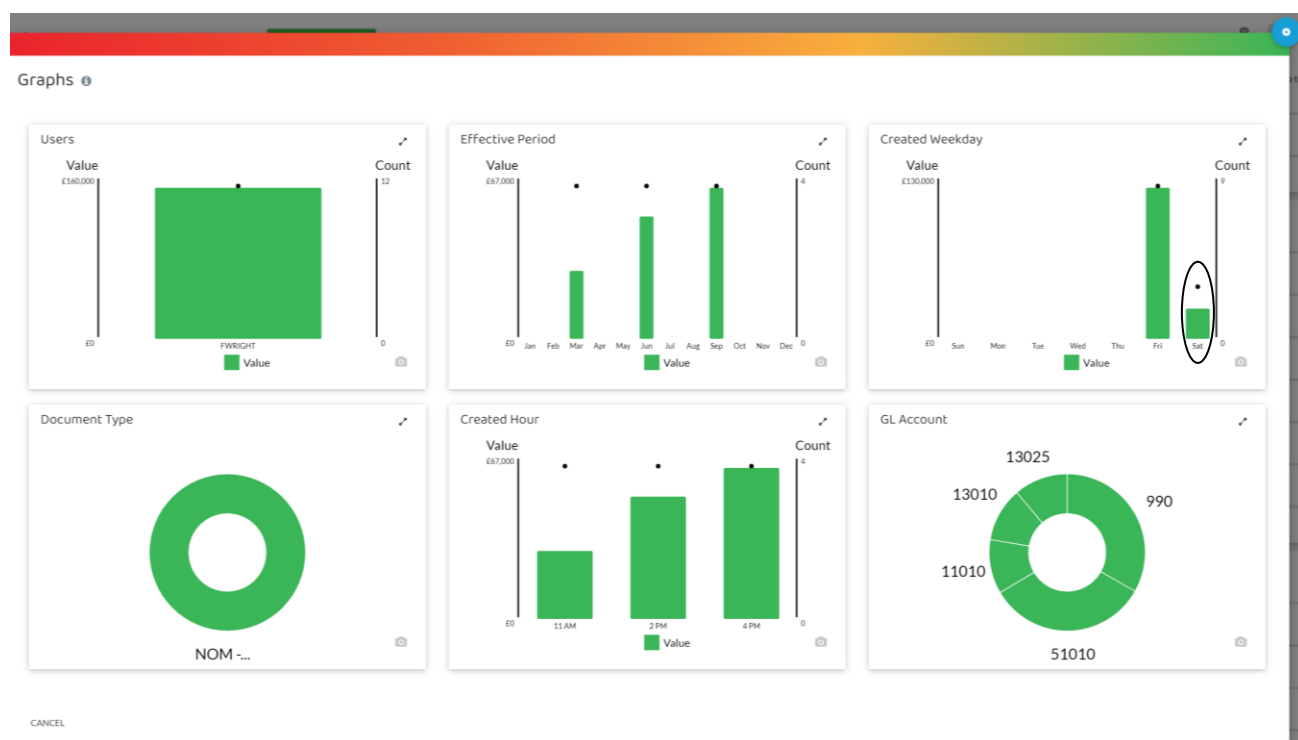 Graphs
Users
Value Count
£160,000 12
£0 0
FWRIGHT
Value
Effective Period
Value Count
£67,000 4
£0 Jan Feb Mar Apr May Jun Jul Aug Sep Oct Nov Dec 0
Value
Created Weekday
Value Count
£130,000 9
£0 Sun Mon Tue Wed Thu Fri Sat 0
Value
Document Type
NOM -...
Created Hour
Value Count
£67,000 4
£0 11 AM 2 PM 4 PM 0
Value
GL Account
13025
13010 990
11010
51010
CANCEL